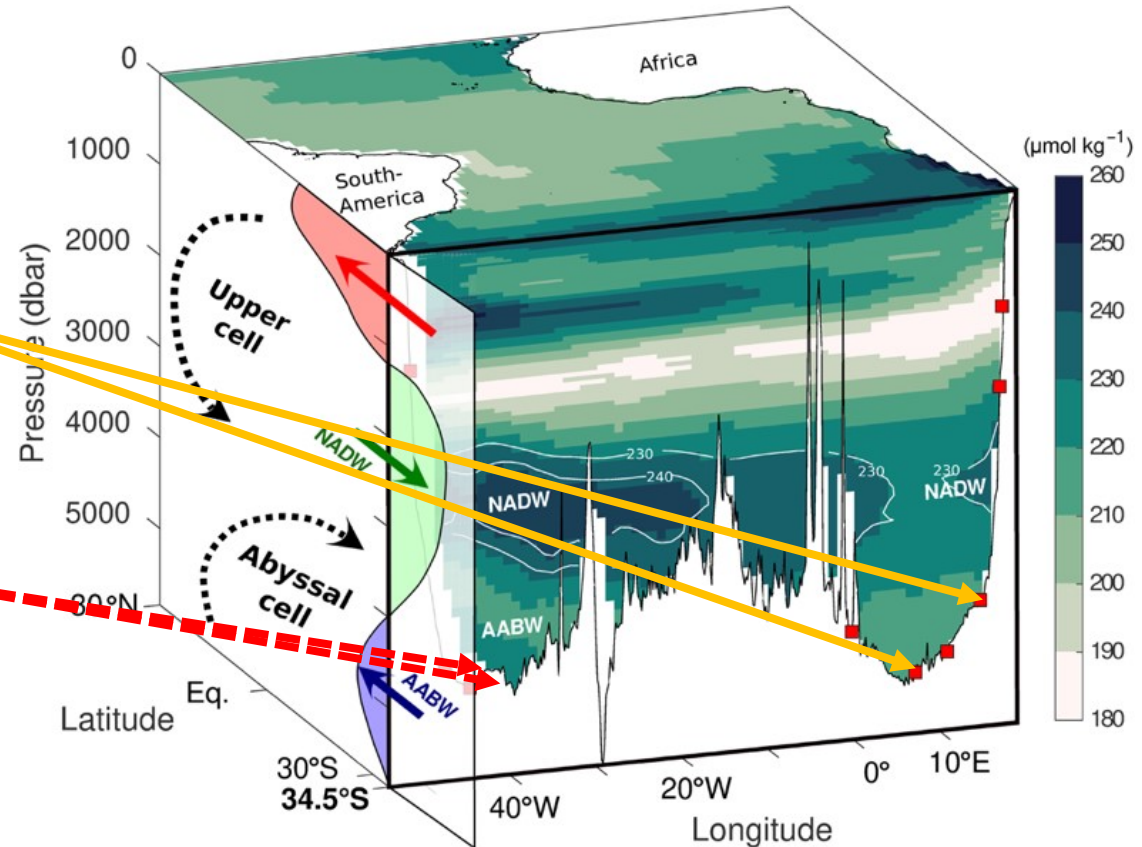 0
1000
2000
3000
4000
5000
Pressure (dbar)
30°N
Eq.
30°S
34.5°S
Latitude
40°W
20°W
0°
10°E
Longitude
Africa
South-
America
Upper
cell
Abyssal
cell
NADW
AABW
230
240
NADW
AABW
230
230
NADW
(µmol kg⁻¹)
260
250
240
230
220
210
200
190
180